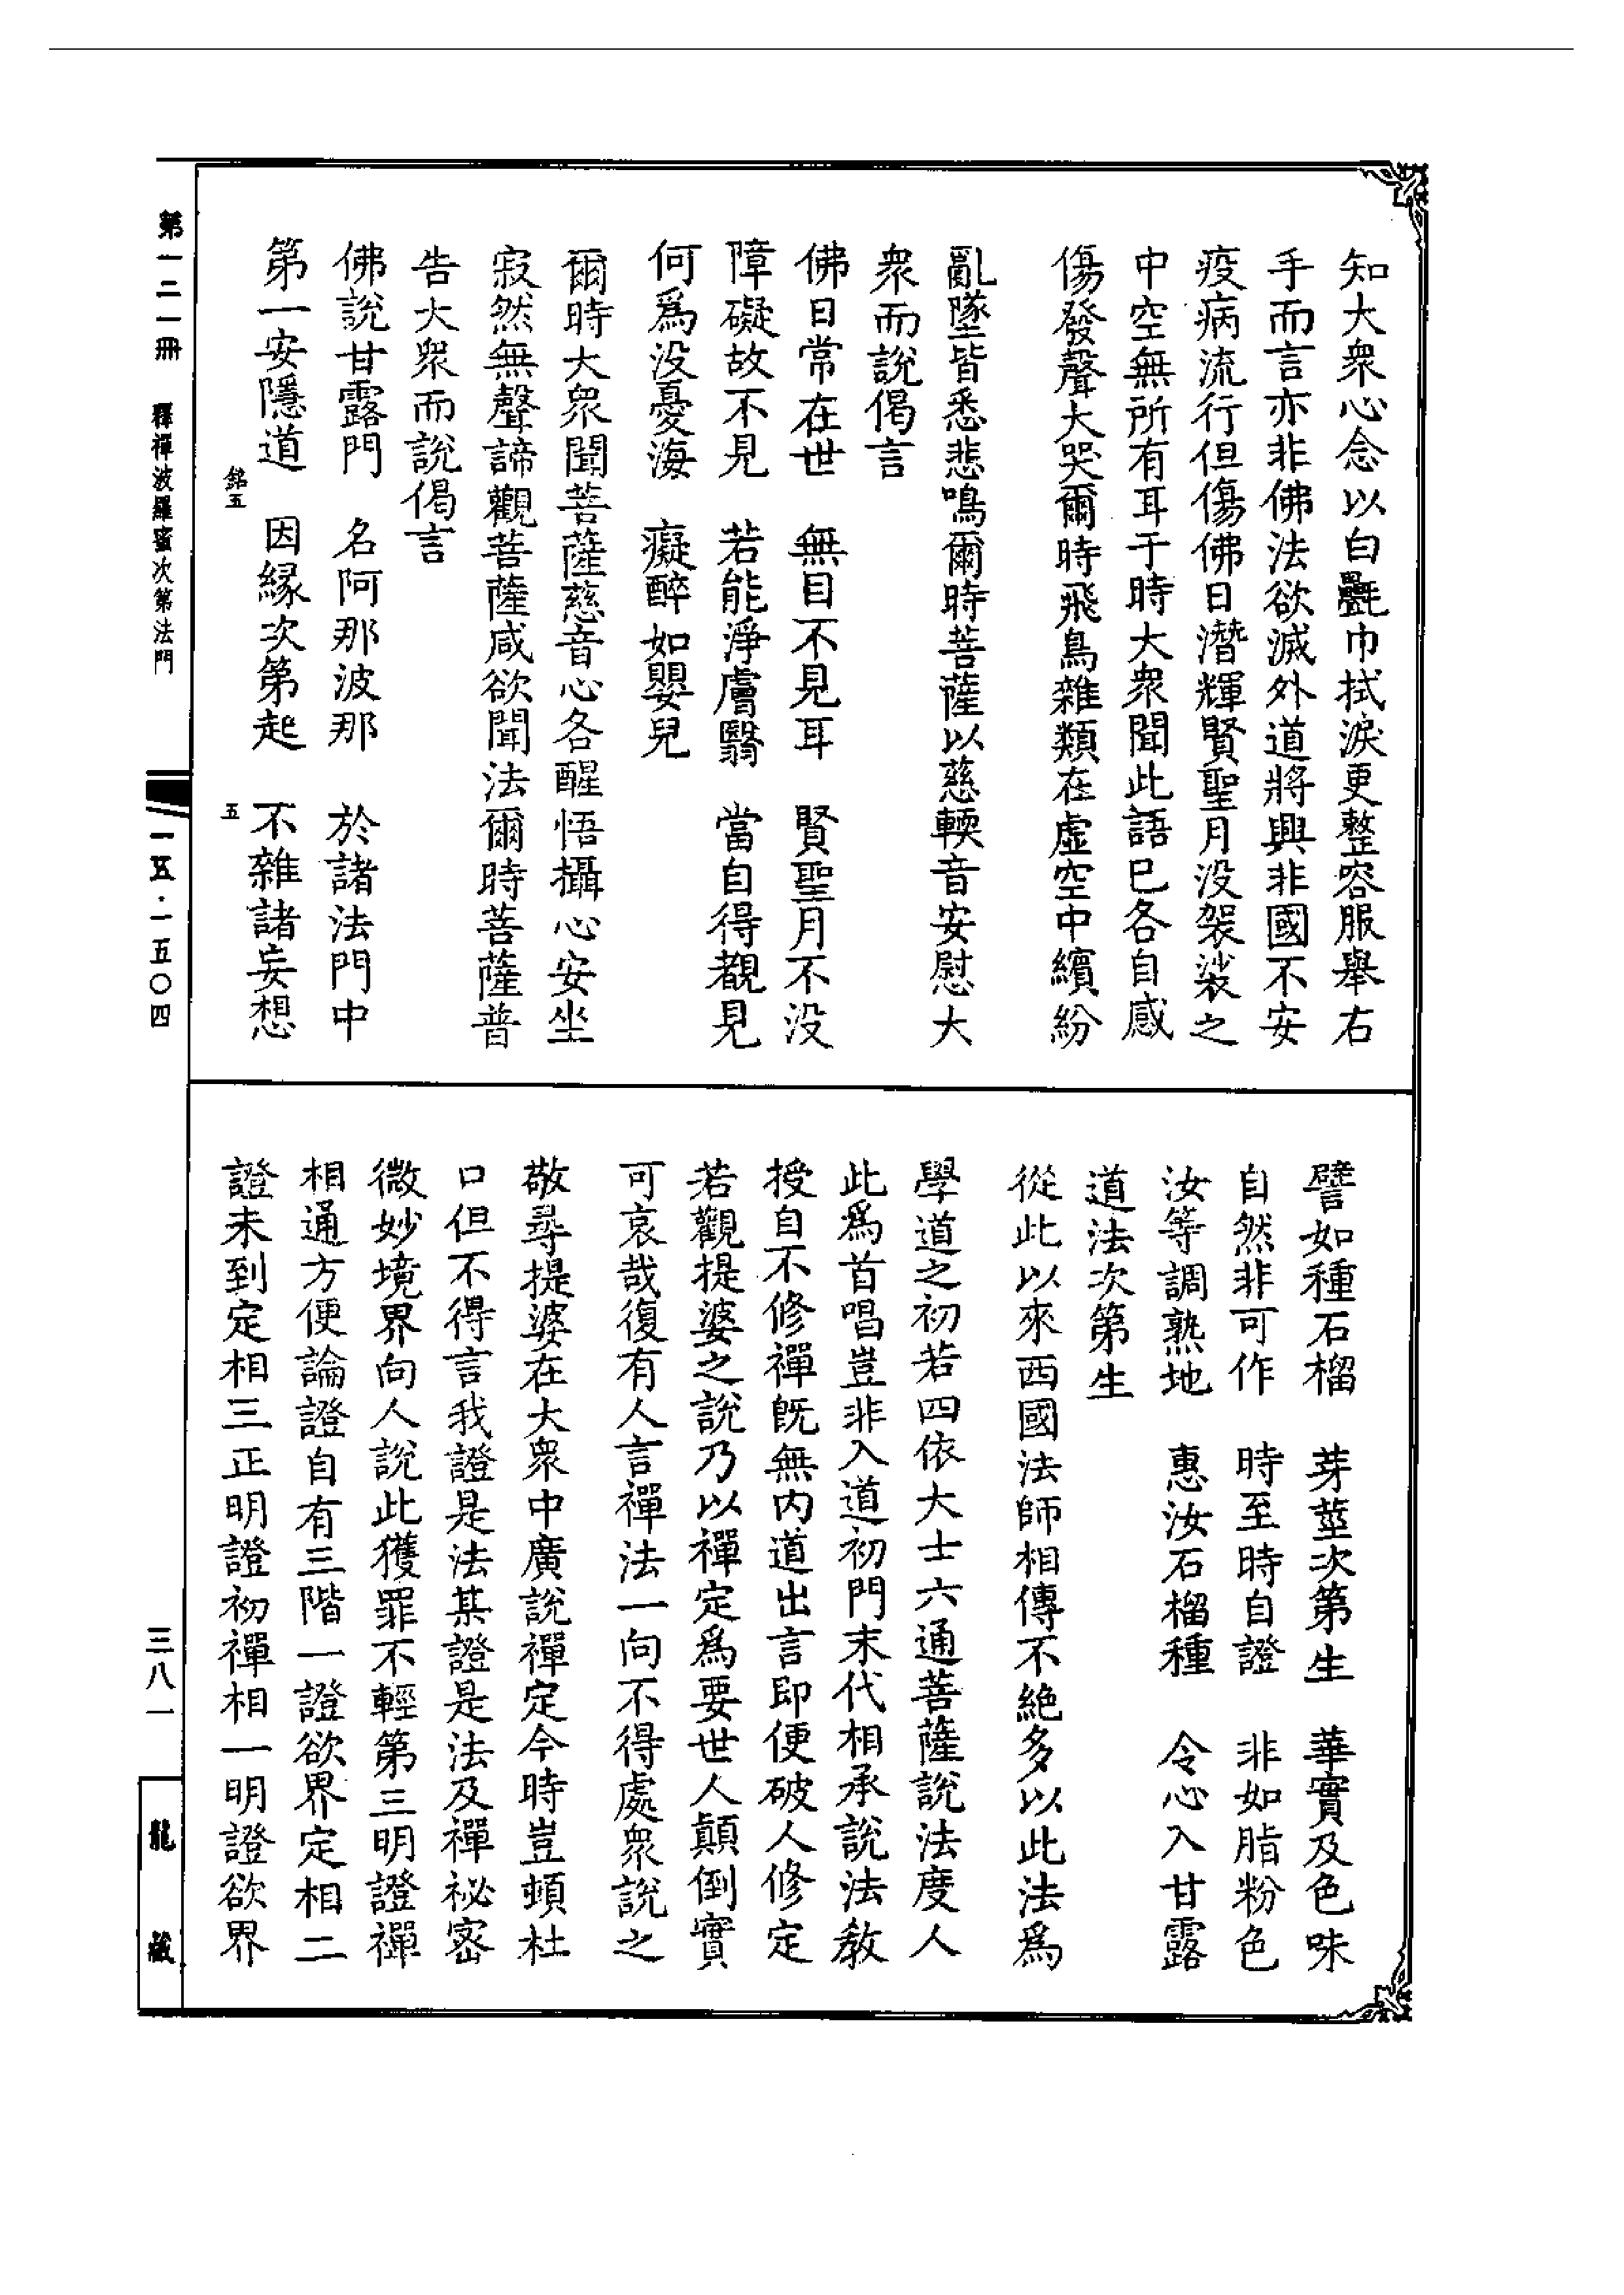 知大衆心念以白㲲巾拭淚更整容服舉右
手而言亦非佛法欲滅外道將興非國不安
疫病流行但傷佛日潛輝賢聖月没袈裟之
中空無所有耳于時大衆聞此語已各自感
傷發聲大哭爾時飛鳥雜類在虛空中繽紛
亂墜皆悉悲鳴爾時菩薩以慈輭音安慰大
衆而說偈言
佛日常在世　無目不見耳　賢聖月不没
障礙故不見　若能淨膚翳　當自得覩見
何爲没憂海　癡醉如嬰兒
爾時大衆聞菩薩慈音心各醒悟攝心安坐
寂然無聲諦觀菩薩咸欲聞法爾時菩薩普
告大衆而說偈言
佛說甘露門　名阿那波那　於諸法門中
第一安隱道　因緣次第起　不雜諸妄想
銘五　五
譬如種石榴　芽莖次第生　華實及色味
自然非可作　時至時自證　非如脂粉色
汝等調熟地　惠汝石榴種　令心入甘露
道法次第生
從此以來西國法師相傳不絶多以此法爲
學道之初若四依大士六通菩薩說法度人
此爲首唱豈非入道初門末代相承說法教
授自不修禪旣無内道出言即便破人修定
若觀提婆之說乃以禪定爲要世人顛倒實
可哀哉復有人言禪法一向不得處衆說之
敬尋提婆在大衆中廣說禪定今時豈頓杜
口但不得言我證是法某證是法及禪祕密
微妙境界向人說此獲罪不輕第三明證禪
相通方便論證自有三階一證欲界定相二
證未到定相三正明證初禪相一明證欲界
第一二一冊　釋禪波羅蜜次第法門　一五·一五〇四　三八一　龍藏